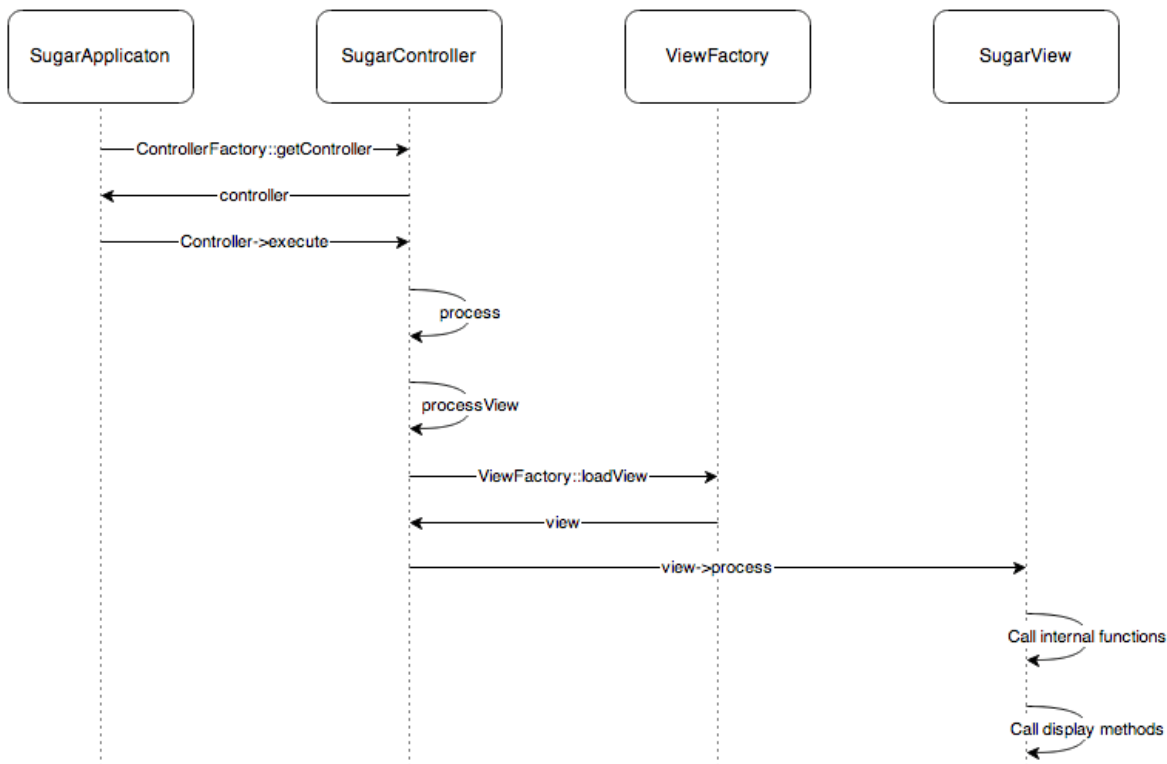 SugarApplicaton
SugarController
ViewFactory
SugarView
ControllerFactory::getController
controller
Controller->execute
process
processView
ViewFactory::loadView
view
view->process
Call internal functions
Call display methods